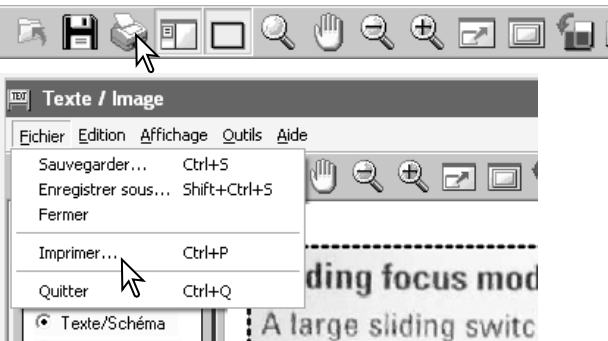 TEXT Texte / Image
Fichier Edition Affichage Outils Aide
Sauvegarder... Ctrl+S
Enregistrer sous... Shift+Ctrl+S
Fermer
Imprimer... Ctrl+P
Quitter Ctrl+Q
Texte/Schéma
ding focus mod
A large sliding switc